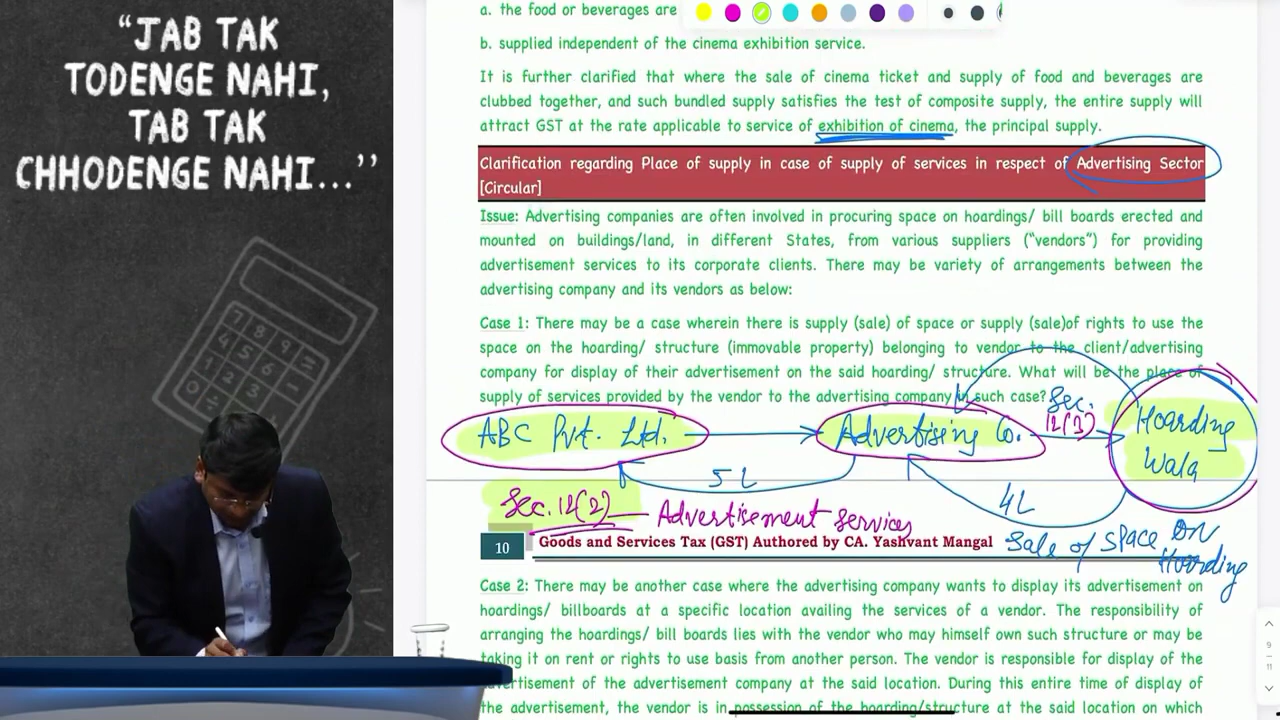 “JAB TAK
TODENGE NAHI,
TAB TAK
CHHODENGE NAHI...’’
a. the food or beverages are
b. supplied independent of the cinema exhibition service.
It is further clarified that where the sale of cinema ticket and supply of food and beverages are
clubbed together, and such bundled supply satisfies the test of composite supply, the entire supply will
attract GST at the rate applicable to service of exhibition of cinema, the principal supply.
Clarification regarding Place of supply in case of supply of services in respect of Advertising Sector
[Circular]
Issue: Advertising companies are often involved in procuring space on hoardings/ bill boards erected and
mounted on buildings/land, in different States, from various suppliers (“vendors”) for providing
advertisement services to its corporate clients. There may be variety of arrangements between the
advertising company and its vendors as below:
Case 1: There may be a case wherein there is supply (sale) of space or supply (sale)of rights to use the
space on the hoarding/ structure (immovable property) belonging to vendor to the client/advertising
company for display of their advertisement on the said hoarding/ structure. What will be the place of
supply of services provided by the vendor to the advertising company in such case?
ABC Pvt. Ltd.
Advertising Co.
Sec.
12(3)
Hoarding
Wala
5L
4L
Sec. 12(2) — Advertisement Services
Sale of space on
Hoarding
10
Goods and Services Tax (GST) Authored by CA. Yashvant Mangal
Case 2: There may be another case where the advertising company wants to display its advertisement on
hoardings/ billboards at a specific location availing the services of a vendor. The responsibility of
arranging the hoardings/ bill boards lies with the vendor who may himself own such structure or may be
taking it on rent or rights to use basis from another person. The vendor is responsible for display of the
advertisement of the advertisement company at the said location. During this entire time of display of
the advertisement, the vendor is in possession of the hoarding/structure at the said location on which
9
11
7 8 9
4 5 6
1 2 3
0